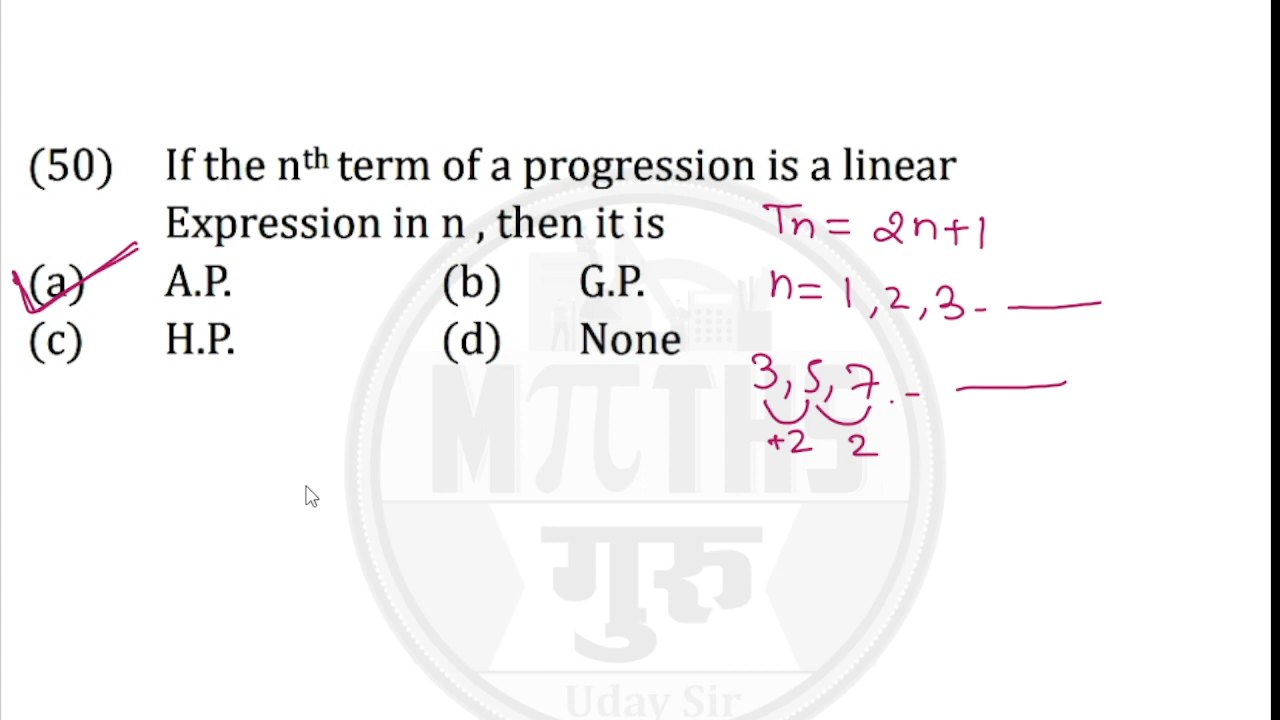 (50) If the nth term of a progression is a linear
Expression in n , then it is
(a) A.P. (b) G.P.
(c) H.P. (d) None
Tn = 2n+1
n = 1, 2, 3 - ——
3, 5, 7 . - ——
+2 2
MπTHS
गुरु
Uday Sir